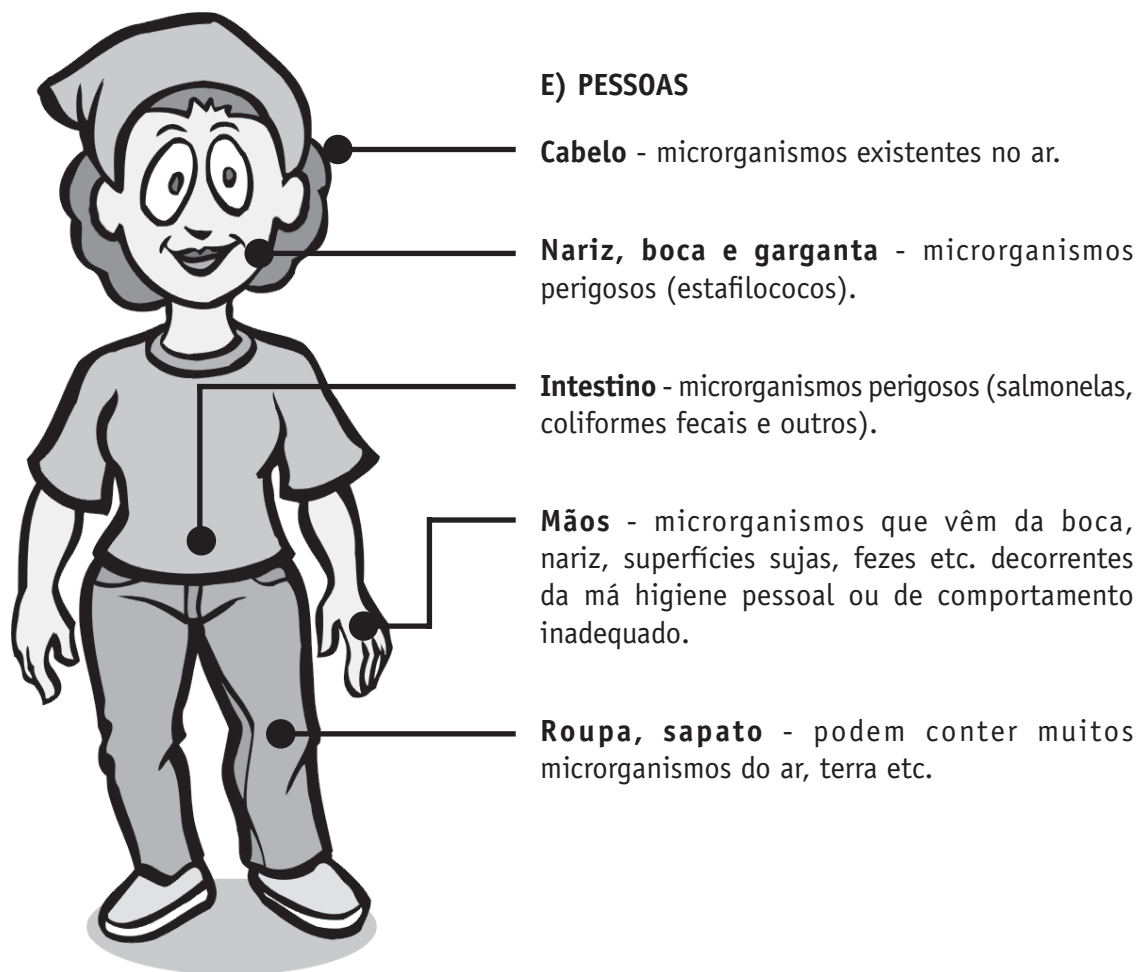 E) PESSOAS
Cabelo - microrganismos existentes no ar.
Nariz, boca e garganta - microrganismos
perigosos (estafilococos).
Intestino - microrganismos perigosos (salmonelas,
coliformes fecais e outros).
Mãos - microrganismos que vêm da boca,
nariz, superfícies sujas, fezes etc. decorrentes
da má higiene pessoal ou de comportamento
inadequado.
Roupa, sapato - podem conter muitos
microrganismos do ar, terra etc.